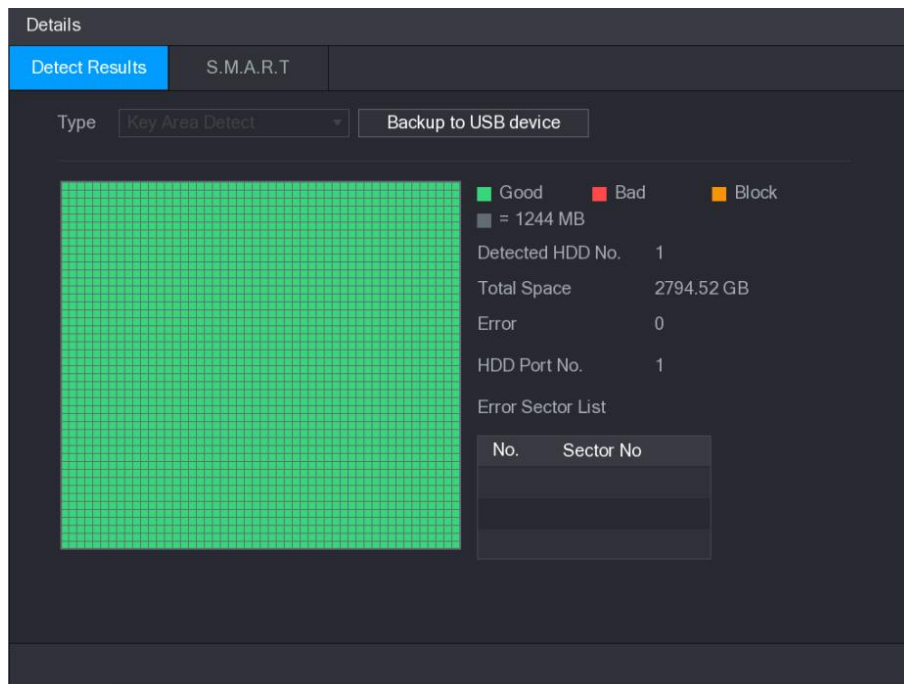 Details
Detect Results S.M.A.R.T
Type Key Area Detect Backup to USB device
Good Bad Block
= 1244 MB
Detected HDD No. 1
Total Space 2794.52 GB
Error 0
HDD Port No. 1
Error Sector List
No. Sector No